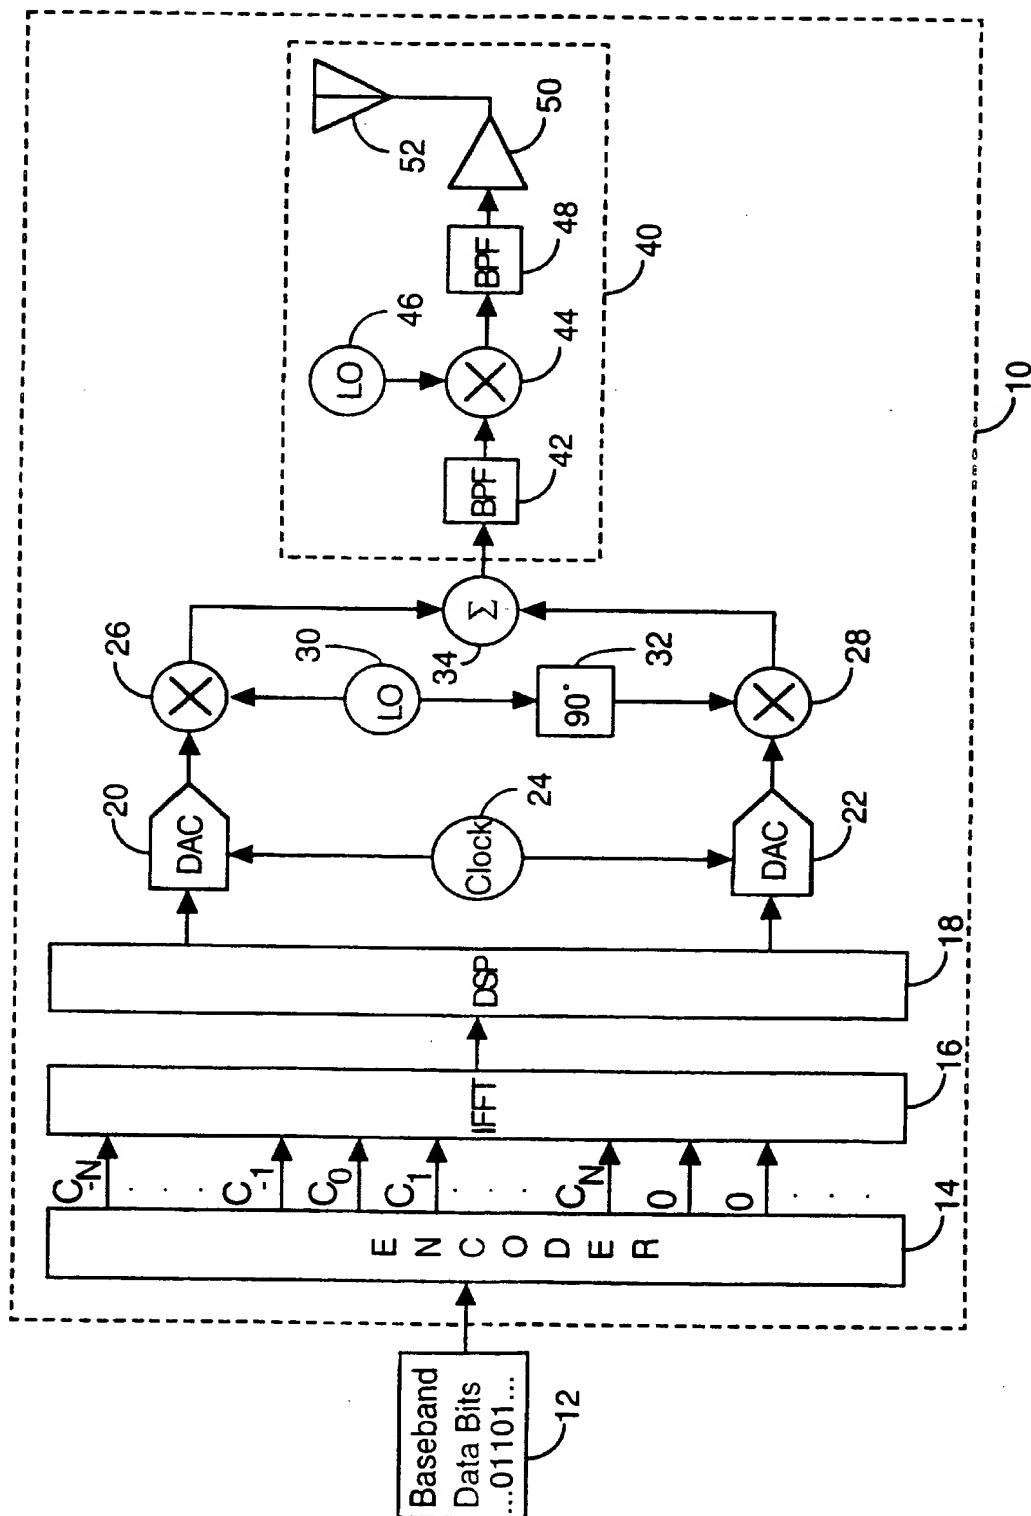 Baseband
Data Bits
...01101...
12
ENCODER
14
C-N
C-1
C0
C1
CN
0
0
IFFT
16
DSP
18
DAC
20
Clock
24
DAC
22
26
LO
30
90°
32
28
Σ
34
BPF
42
LO
46
44
BPF
48
50
52
40
10